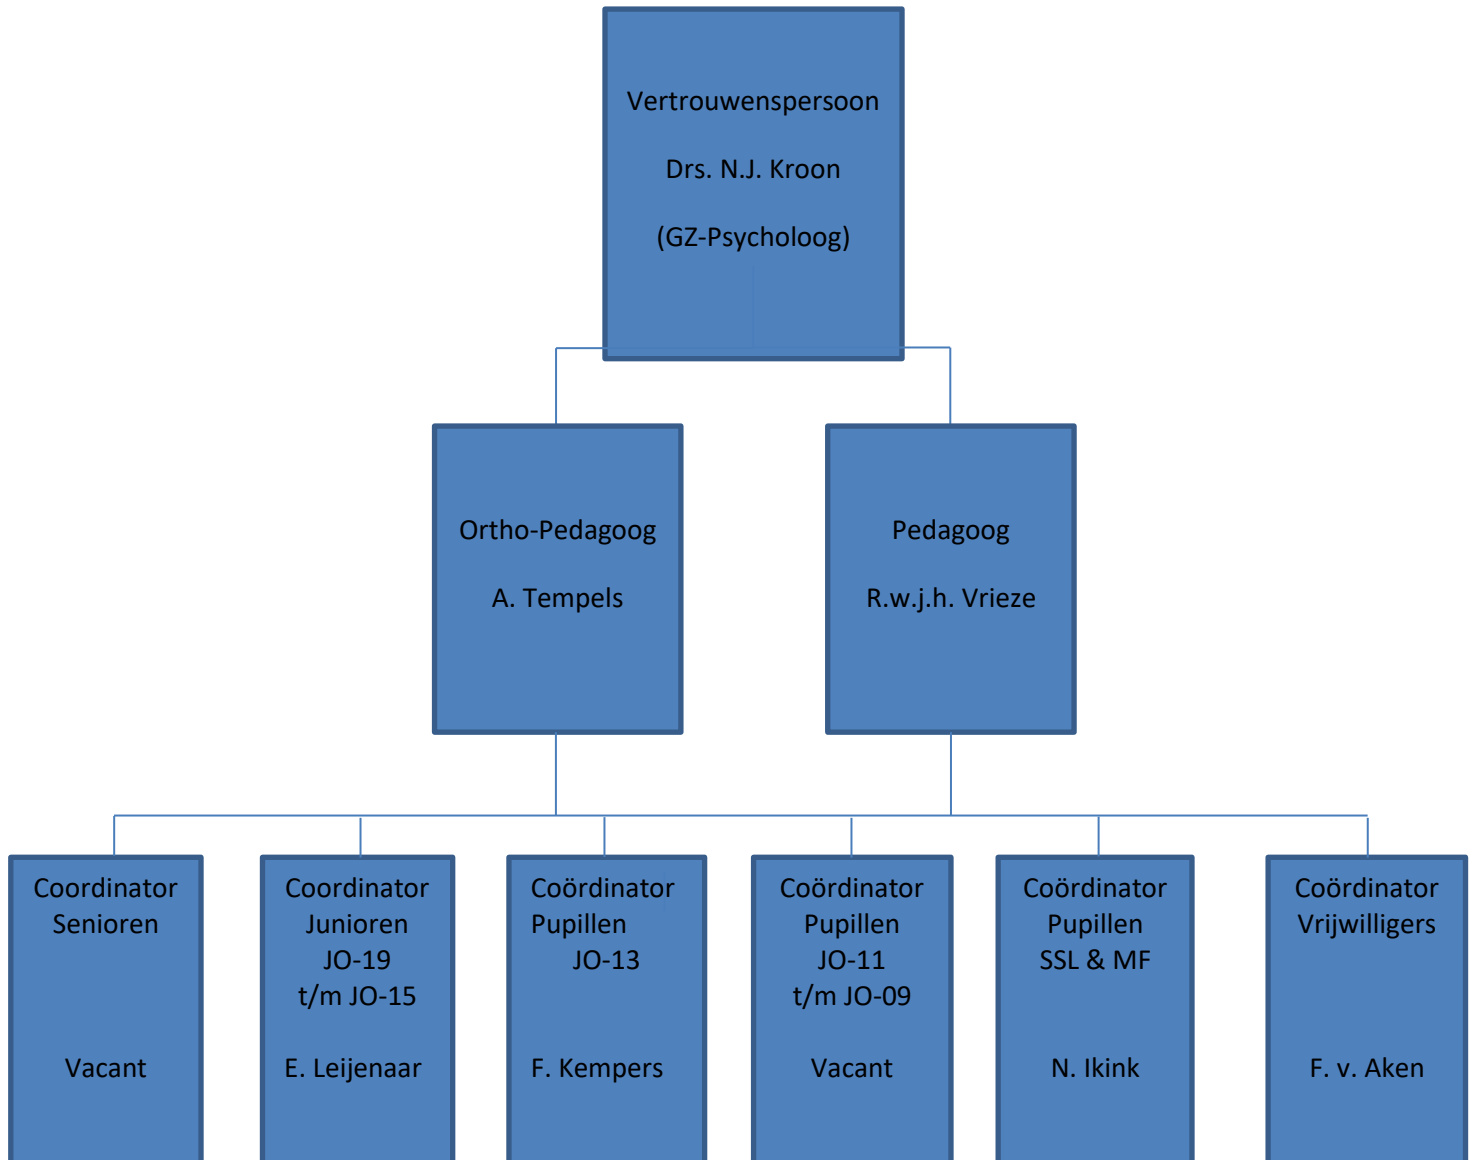 Vertrouwenspersoon
Drs. N.J. Kroon
(GZ-Psycholoog)
Ortho-Pedagoog
A. Tempels
Pedagoog
R.w.j.h. Vrieze
Coordinator
Senioren
Vacant
Coordinator
Junioren
JO-19
t/m JO-15
E. Leijenaar
Coördinator
Pupillen
JO-13
F. Kempers
Coördinator
Pupillen
JO-11
t/m JO-09
Vacant
Coördinator
Pupillen
SSL & MF
N. Ikink
Coördinator
Vrijwilligers
F. v. Aken